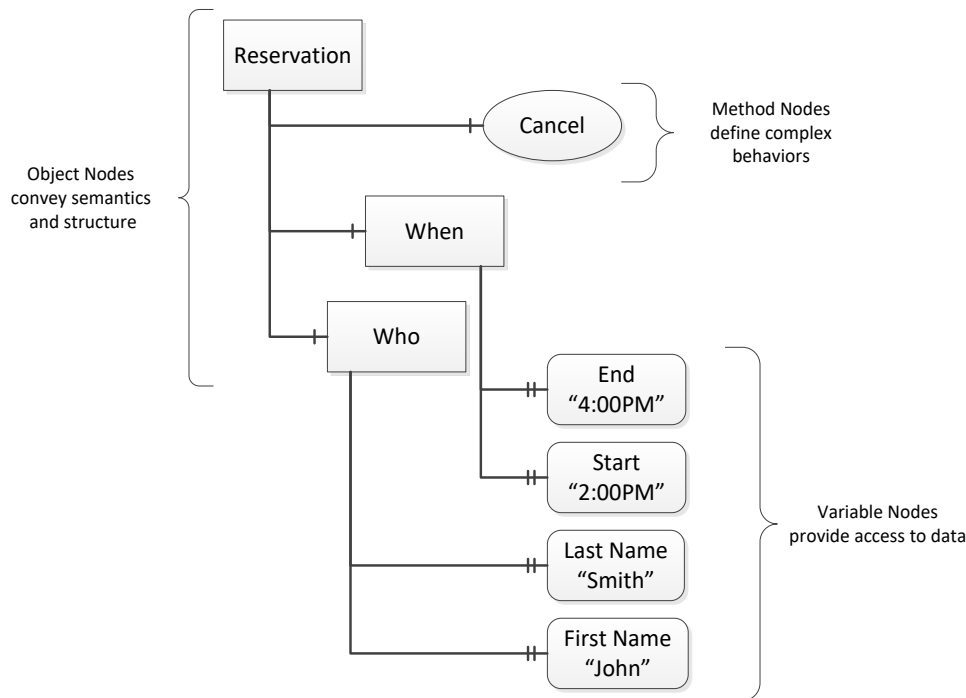 Reservation
Cancel
Method Nodes
define complex
behaviors
Object Nodes
convey semantics
and structure
When
Who
End
“4:00PM”
Start
“2:00PM”
Variable Nodes
provide access to data
Last Name
“Smith”
First Name
“John”